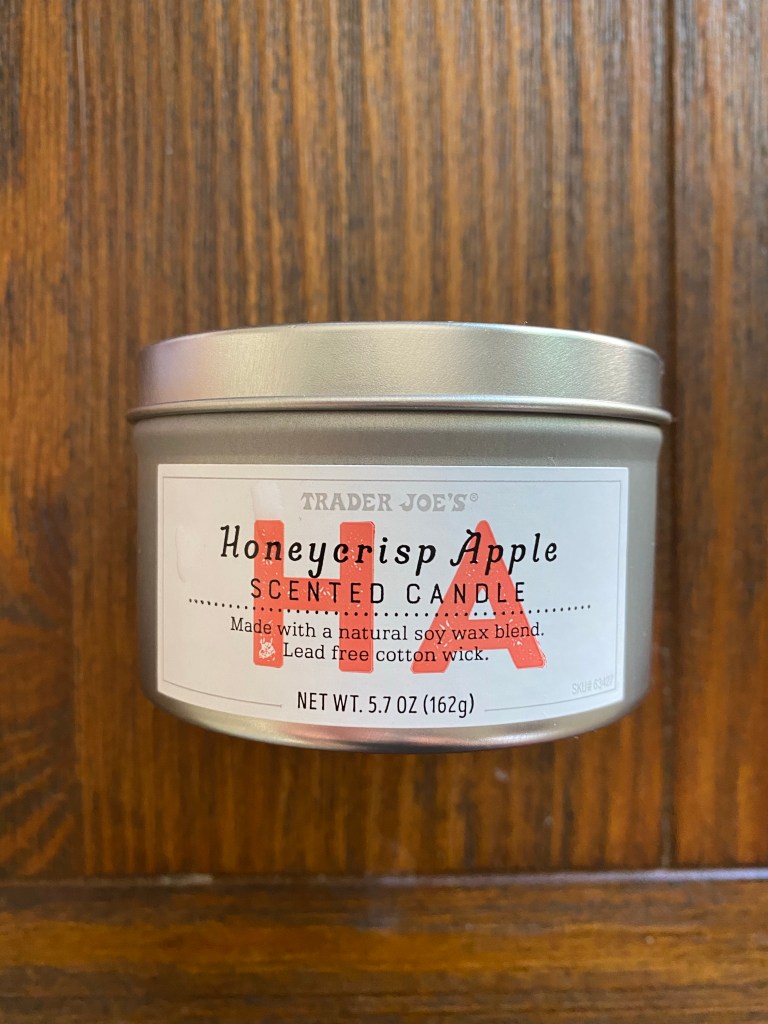 TRADER JOE'S®
HA
Honeycrisp Apple
SCENTED CANDLE
Made with a natural soy wax blend.
Lead free cotton wick.
NET WT. 5.7 OZ (162g)
SKU#